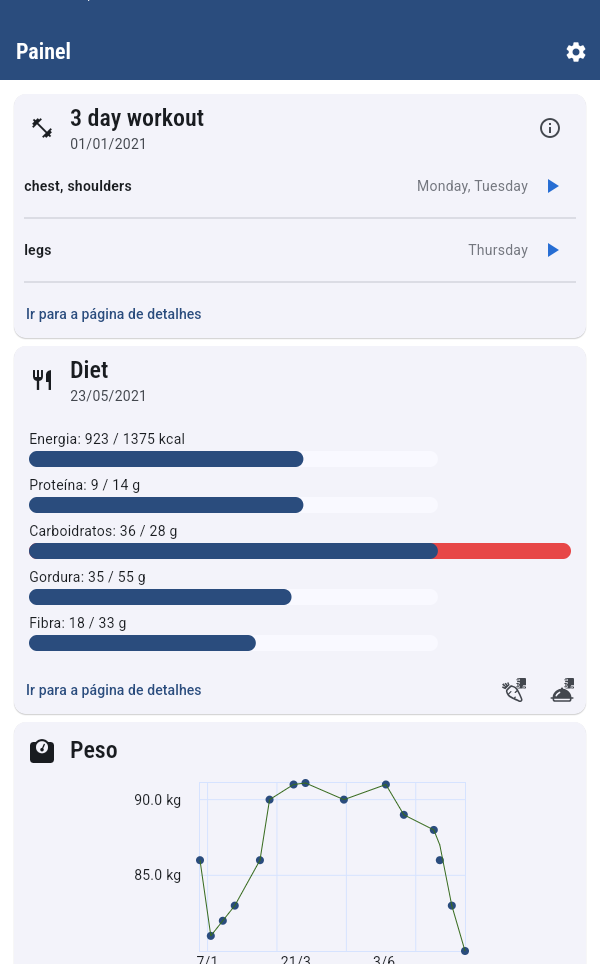 Painel
3 day workout
01/01/2021
chest, shoulders Monday, Tuesday
legs Thursday
Ir para a página de detalhes
Diet
23/05/2021
Energia: 923 / 1375 kcal
Proteína: 9 / 14 g
Carboidratos: 36 / 28 g
Gordura: 35 / 55 g
Fibra: 18 / 33 g
Ir para a página de detalhes
Peso
90.0 kg
85.0 kg
7/1 21/3 3/6